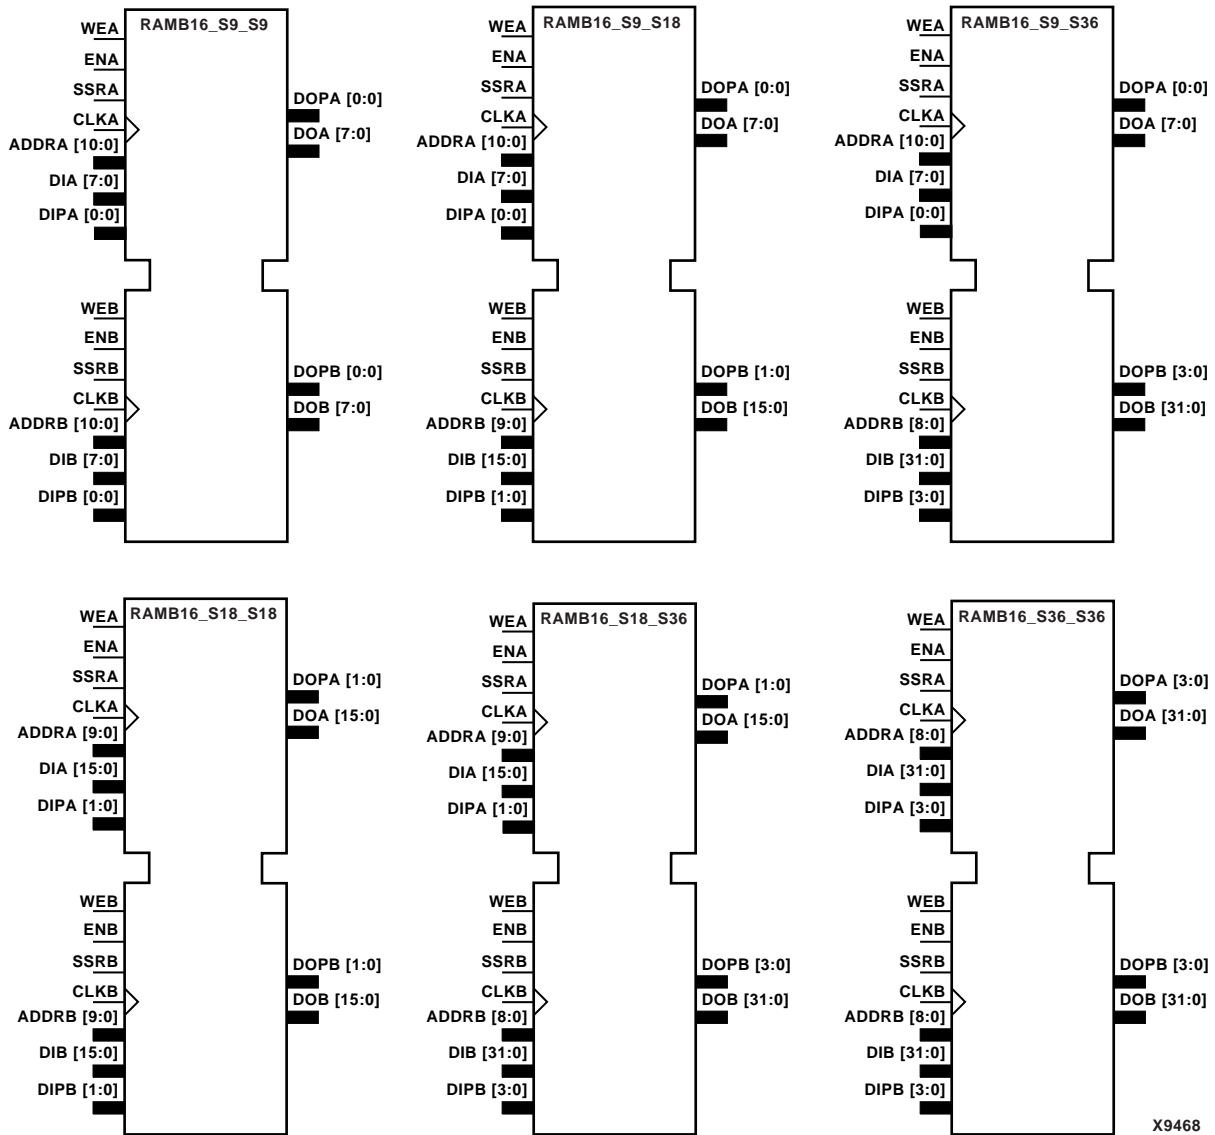 RAMB16_S9_S9
WEA
ENA
SSRA
CLKA
ADDRA [10:0]
DIA [7:0]
DIPA [0:0]
DOPA [0:0]
DOA [7:0]
WEB
ENB
SSRB
CLKB
ADDRB [10:0]
DIB [7:0]
DIPB [0:0]
DOPB [0:0]
DOB [7:0]
RAMB16_S9_S18
WEA
ENA
SSRA
CLKA
ADDRA [10:0]
DIA [7:0]
DIPA [0:0]
DOPA [0:0]
DOA [7:0]
WEB
ENB
SSRB
CLKB
ADDRB [9:0]
DIB [15:0]
DIPB [1:0]
DOPB [1:0]
DOB [15:0]
RAMB16_S9_S36
WEA
ENA
SSRA
CLKA
ADDRA [10:0]
DIA [7:0]
DIPA [0:0]
DOPA [0:0]
DOA [7:0]
WEB
ENB
SSRB
CLKB
ADDRB [8:0]
DIB [31:0]
DIPB [3:0]
DOPB [3:0]
DOB [31:0]
RAMB16_S18_S18
WEA
ENA
SSRA
CLKA
ADDRA [9:0]
DIA [15:0]
DIPA [1:0]
DOPA [1:0]
DOA [15:0]
WEB
ENB
SSRB
CLKB
ADDRB [9:0]
DIB [15:0]
DIPB [1:0]
DOPB [1:0]
DOB [15:0]
RAMB16_S18_S36
WEA
ENA
SSRA
CLKA
ADDRA [9:0]
DIA [15:0]
DIPA [1:0]
DOPA [1:0]
DOA [15:0]
WEB
ENB
SSRB
CLKB
ADDRB [8:0]
DIB [31:0]
DIPB [3:0]
DOPB [3:0]
DOB [31:0]
RAMB16_S36_S36
WEA
ENA
SSRA
CLKA
ADDRA [8:0]
DIA [31:0]
DIPA [3:0]
DOPA [3:0]
DOA [31:0]
WEB
ENB
SSRB
CLKB
ADDRB [8:0]
DIB [31:0]
DIPB [3:0]
DOPB [3:0]
DOB [31:0]
X9468